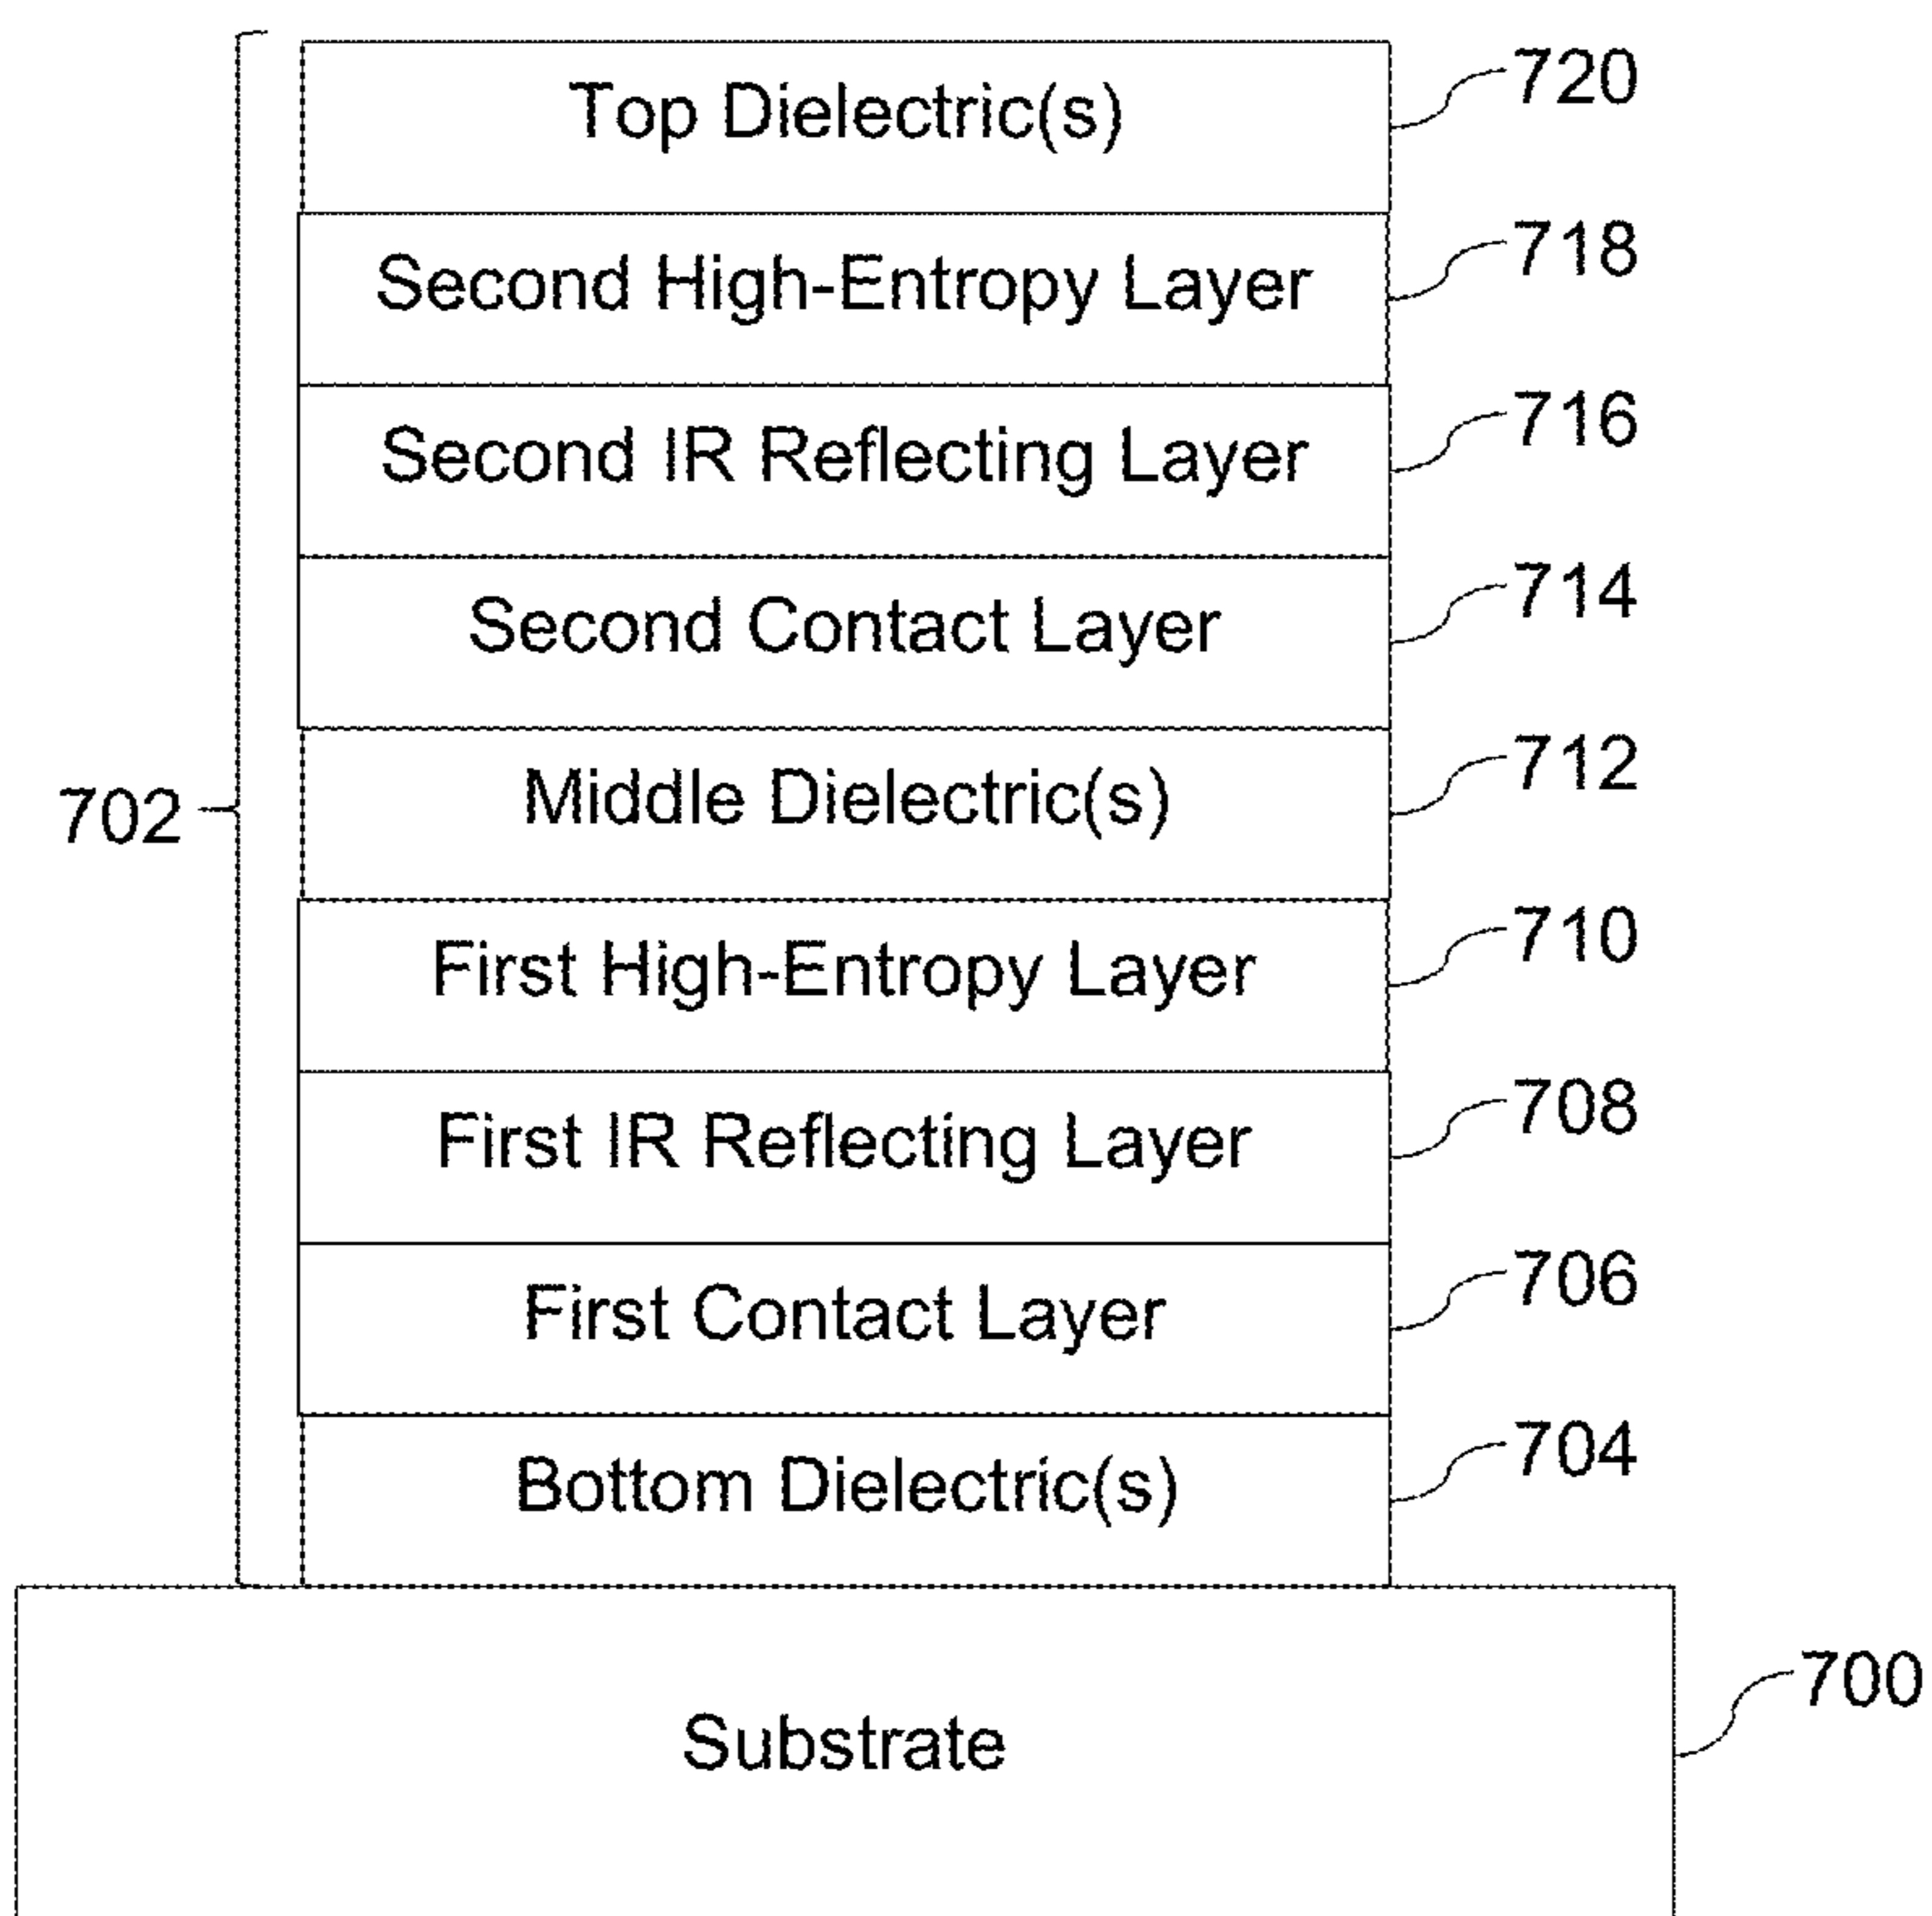 Top Dielectric(s) 720
Second High-Entropy Layer 718
Second IR Reflecting Layer 716
Second Contact Layer 714
Middle Dielectric(s) 712
702
First High-Entropy Layer 710
First IR Reflecting Layer 708
First Contact Layer 706
Bottom Dielectric(s) 704
Substrate 700